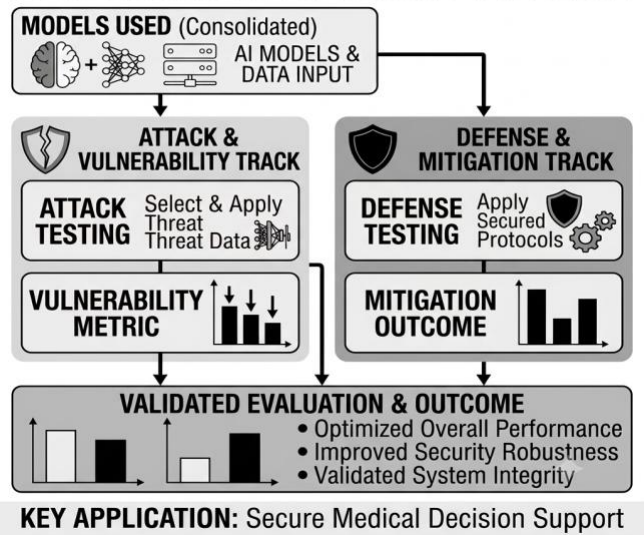 MODELS USED (Consolidated)
AI MODELS &
DATA INPUT
ATTACK &
VULNERABILITY TRACK
ATTACK
TESTING
Select & Apply
Threat
Threat Data
VULNERABILITY
METRIC
DEFENSE &
MITIGATION TRACK
DEFENSE
TESTING
Apply
Secured
Protocols
MITIGATION
OUTCOME
VALIDATED EVALUATION & OUTCOME
• Optimized Overall Performance
• Improved Security Robustness
• Validated System Integrity
KEY APPLICATION: Secure Medical Decision Support